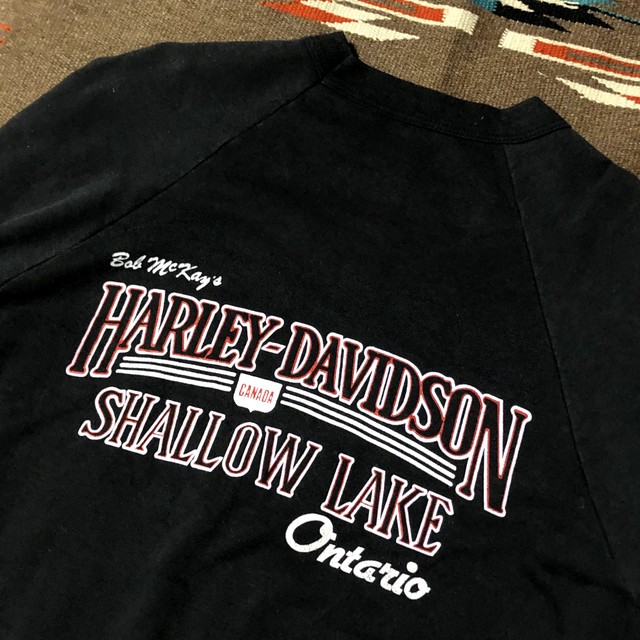 Bob McKay's
HARLEY-DAVIDSON
CANADA
SHALLOW LAKE
Ontario